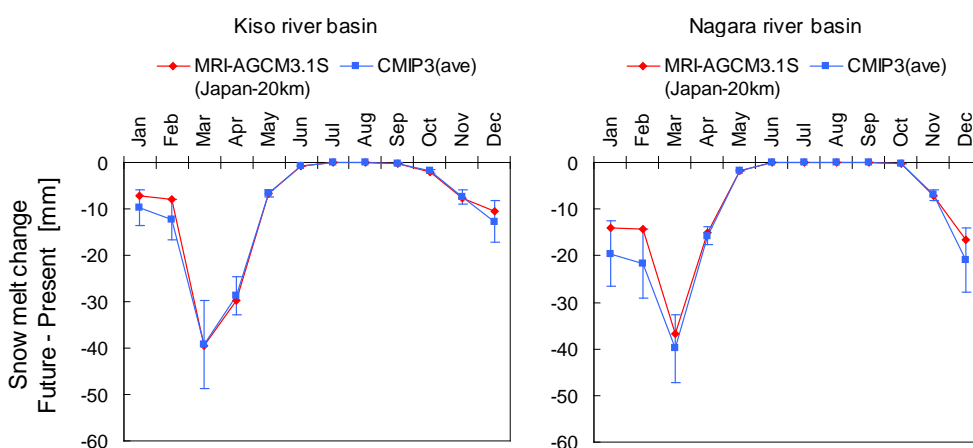 Kiso river basin
Nagara river basin
MRI-AGCM3.1S
(Japan-20km)
CMIP3(ave)
MRI-AGCM3.1S
(Japan-20km)
CMIP3(ave)
Jan Feb Mar Apr May Jun Jul Aug Sep Oct Nov Dec
Jan Feb Mar Apr May Jun Jul Aug Sep Oct Nov Dec
Snow melt change
Future - Present [mm]
0
-10
-20
-30
-40
-50
-60
0
-10
-20
-30
-40
-50
-60